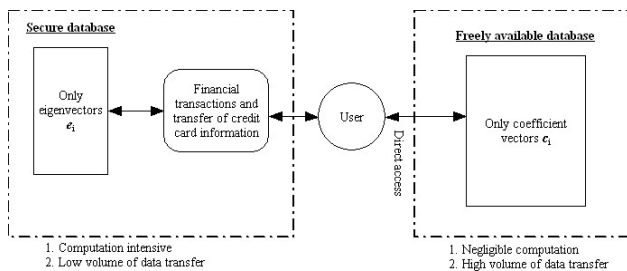 Secure database
Only
eigenvectors
e_i
Financial
transactions and
transfer of credit
card information
User
Direct access
Freely available database
Only coefficient
vectors c_i
1. Computation intensive
2. Low volume of data transfer
1. Negligible computation
2. High volume of data transfer